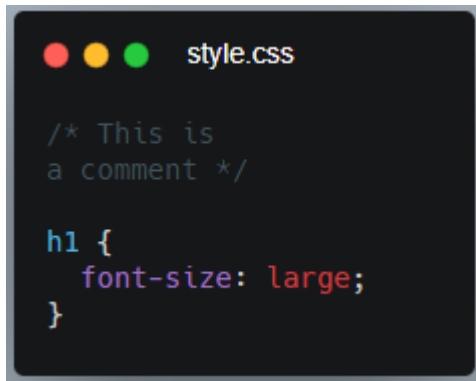 style.css
/* This is
a comment */
h1 {
  font-size: large;
}